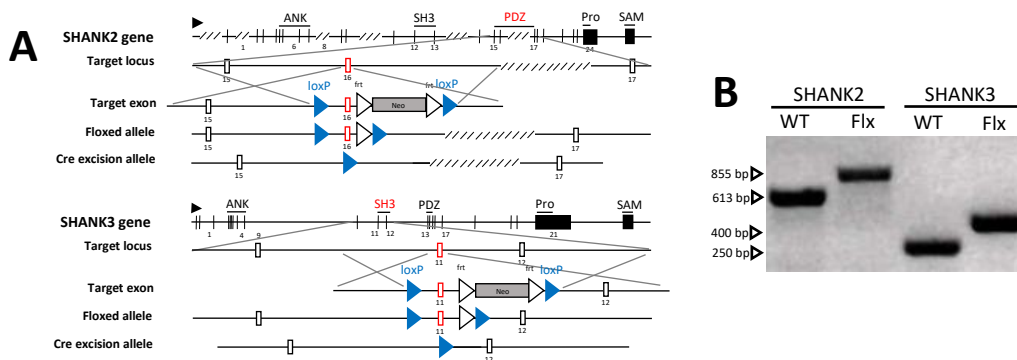 A
ANK SH3 PDZ Pro SAM
SHANK2 gene
1 6 8 12 13 15 17 24
Target locus
15 16 17
loxP frt frt loxP
Target exon
Neo
15 16
Floxed allele
15 16 17
Cre excision allele
15 17
ANK SH3 PDZ Pro SAM
SHANK3 gene
1 4 9 11 12 13 17 21
Target locus
11 12
loxP frt frt loxP
Target exon
Neo
11 12
Floxed allele
11 12
Cre excision allele
12
B
SHANK2 SHANK3
WT Flx WT Flx
855 bp
613 bp
400 bp
250 bp